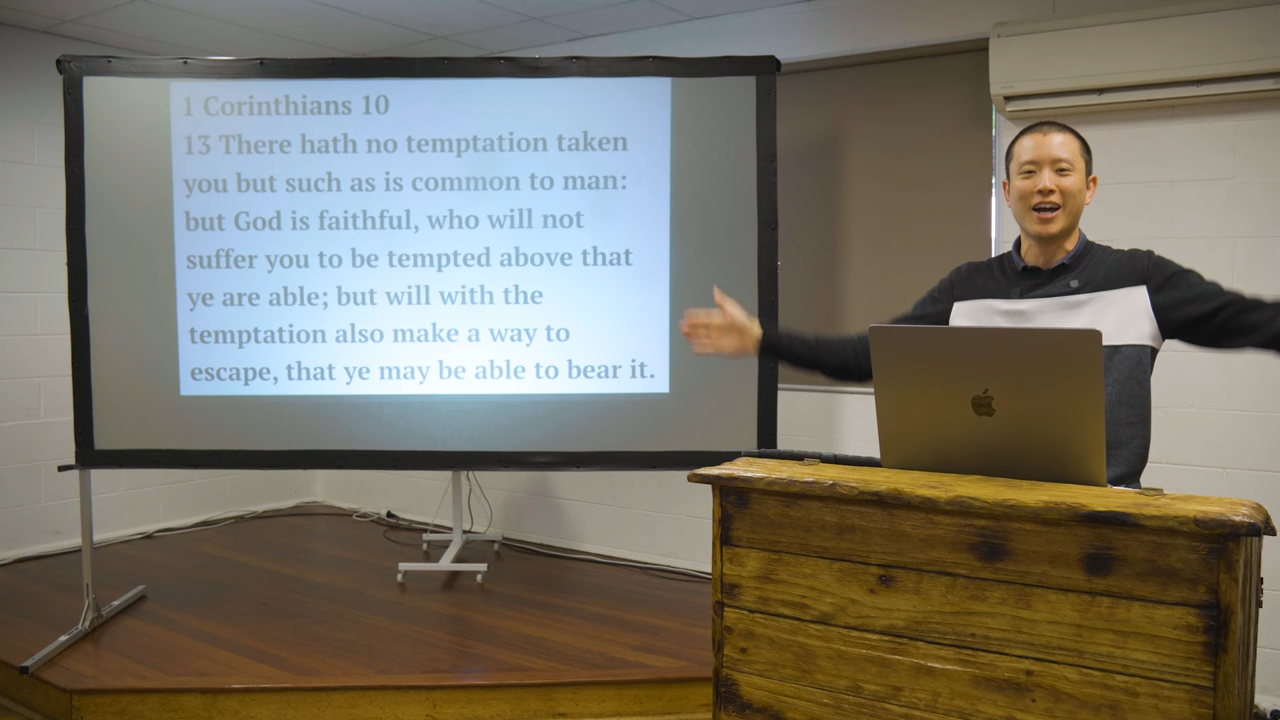 1 Corinthians 10
13 There hath no temptation taken
you but such as is common to man:
but God is faithful, who will not
suffer you to be tempted above that
ye are able; but will with the
temptation also make a way to
escape, that ye may be able to bear it.